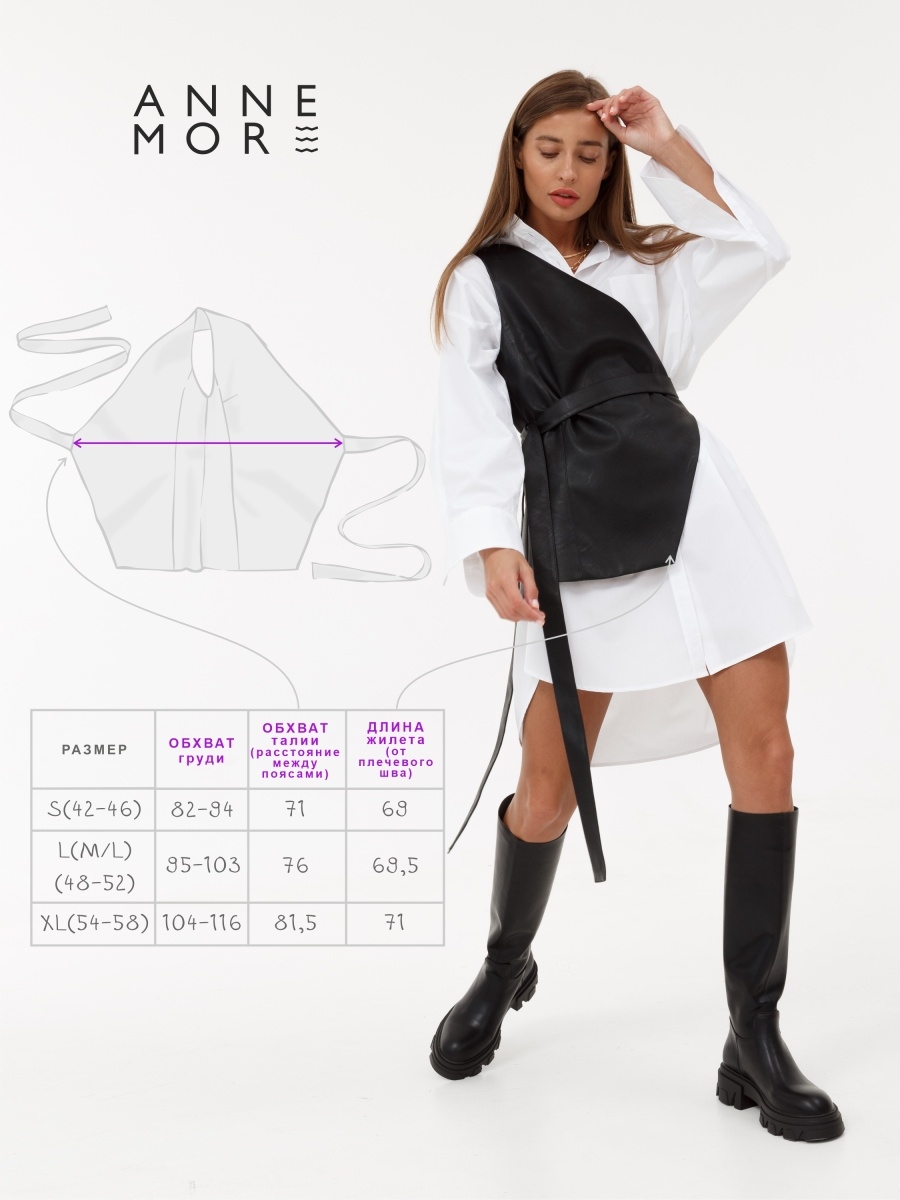 ANNE
MORE
РАЗМЕР
ОБХВАТ
груди
ОБХВАТ
талии
(расстояние
между
поясами)
ДЛИНА
жилета
(от
плечевого
шва)
S(42-46)
82-94
71
69
L(M/L)
(48-52)
95-103
76
69,5
XL(54-58)
104-116
81,5
71